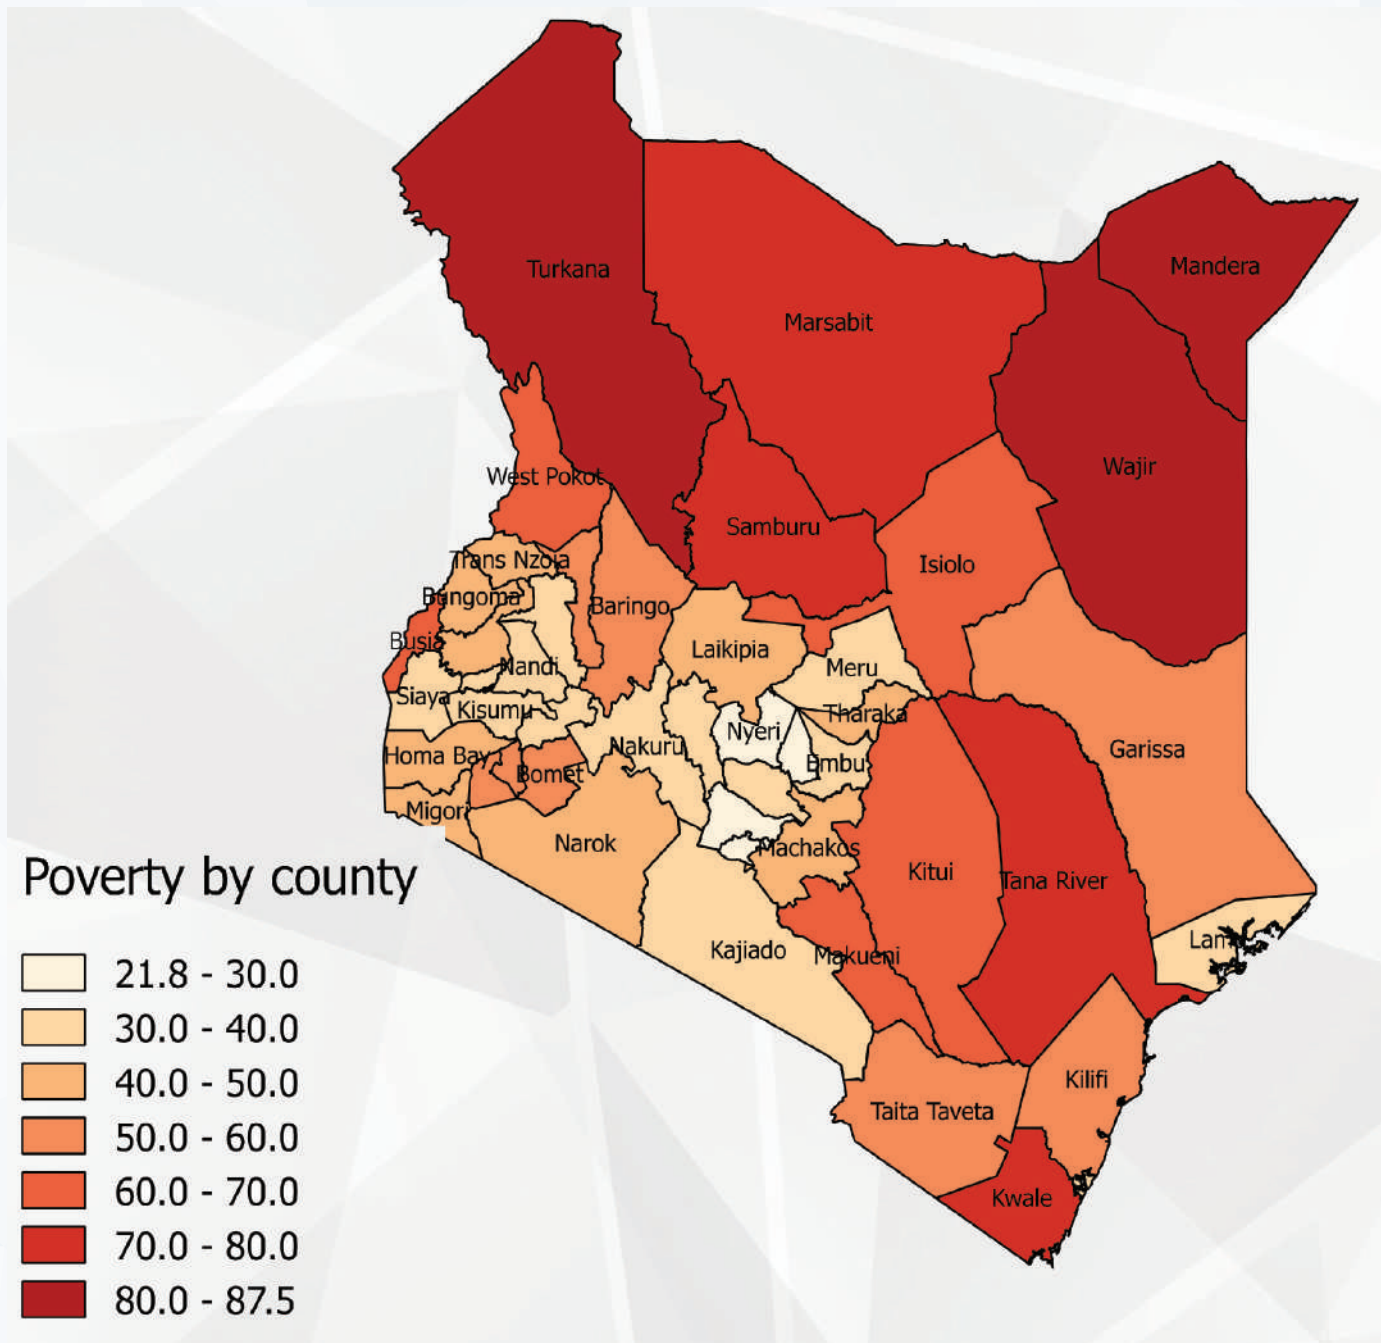 Turkana
Mandera
Marsabit
Wajir
West Pokot
Samburu
Isiolo
Trans Nzoia
Bungoma
Baringo
Busia
Laikipia
Nandi
Meru
Siaya
Kisumu
Tharaka
Nyeri
Nakuru
Garissa
Homa Bay
Embu
Bomet
Migori
Narok
Machakos
Kitui
Tana River
Poverty by county
Lamu
Kajiado
Makueni
21.8 - 30.0
30.0 - 40.0
40.0 - 50.0
Kilifi
Taita Taveta
50.0 - 60.0
60.0 - 70.0
Kwale
70.0 - 80.0
80.0 - 87.5